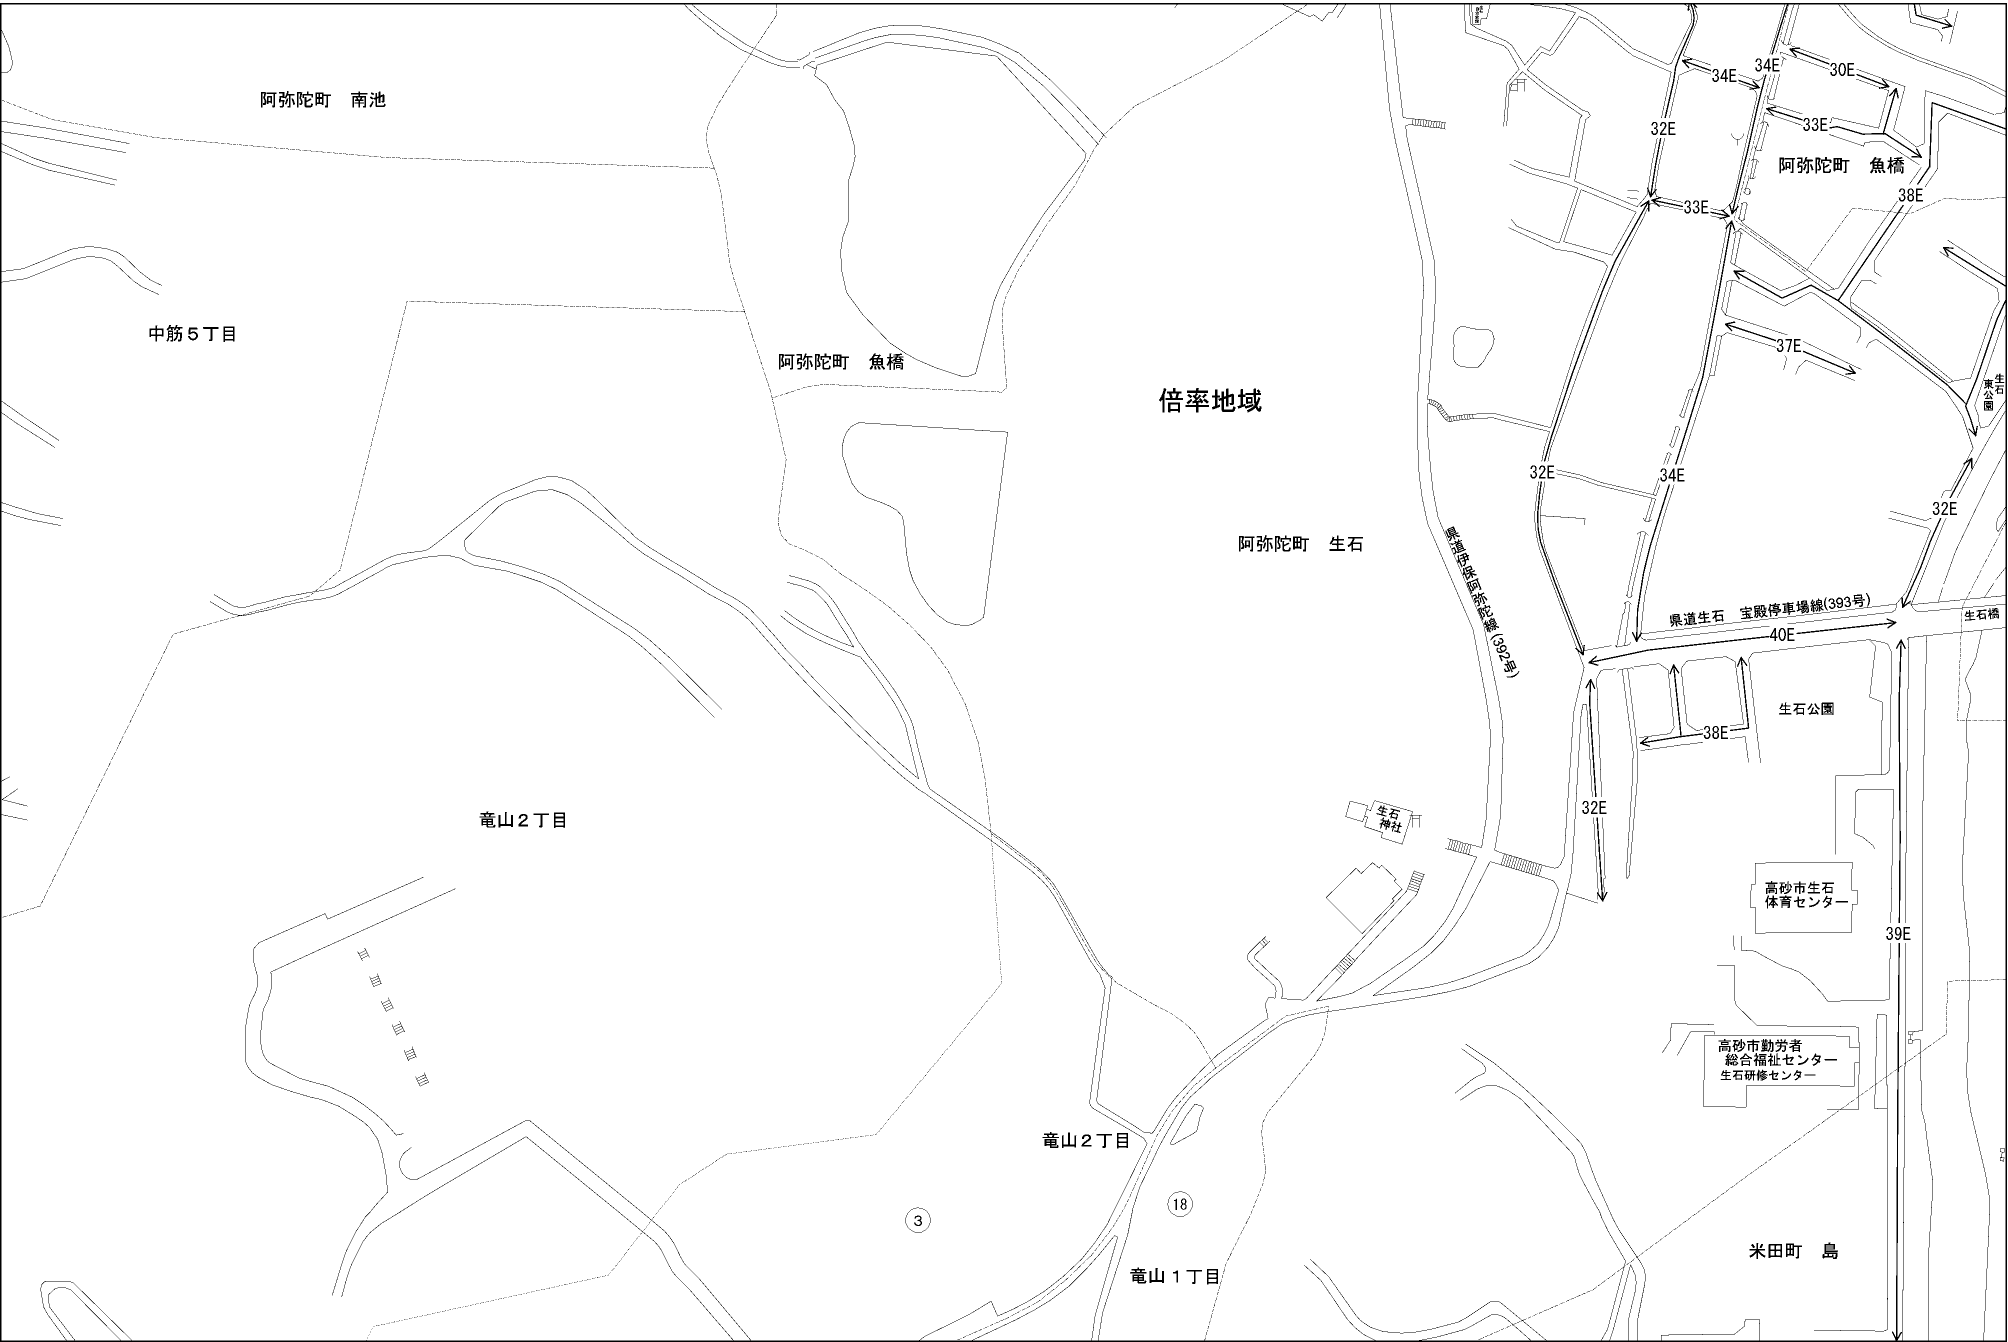 34E
34E
30E
阿弥陀町　南池
32E
33E
阿弥陀町　魚橋
38E
33E
中筋５丁目
37E
阿弥陀町　魚橋
倍率地域
生石
東公園
32E
34E
32E
阿弥陀町　生石
県道伊保阿弥陀線(392号)
県道生石　宝殿停車場線(393号)
生石橋
40E
生石公園
38E
竜山２丁目
生石
神社
32E
高砂市生石
体育センター
39E
高砂市勤労者
総合福祉センター
生石研修センター
竜山２丁目
18
3
米田町　島
竜山１丁目